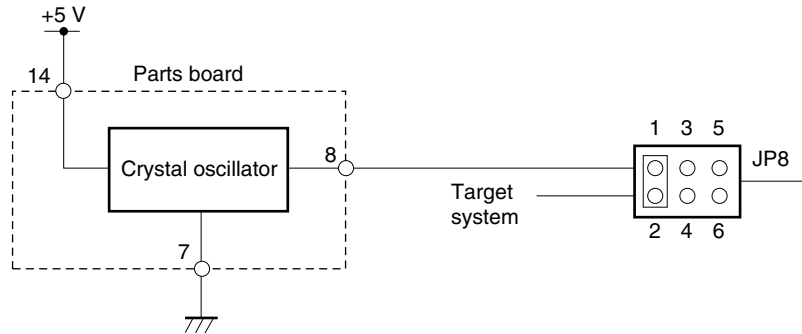 +5 V
14
Parts board
Crystal oscillator
8
7
Target
system
1 3 5
JP8
2 4 6